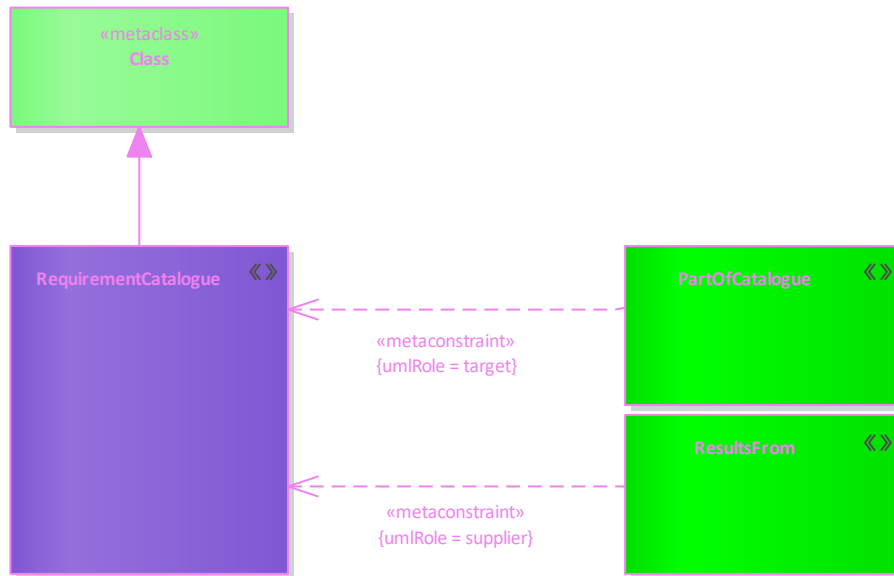 «metaclass»
Class
RequirementCatalogue
«»
PartOfCatalogue
«»
«metaconstraint»
{umlRole = target}
ResultsFrom
«»
«metaconstraint»
{umlRole = supplier}